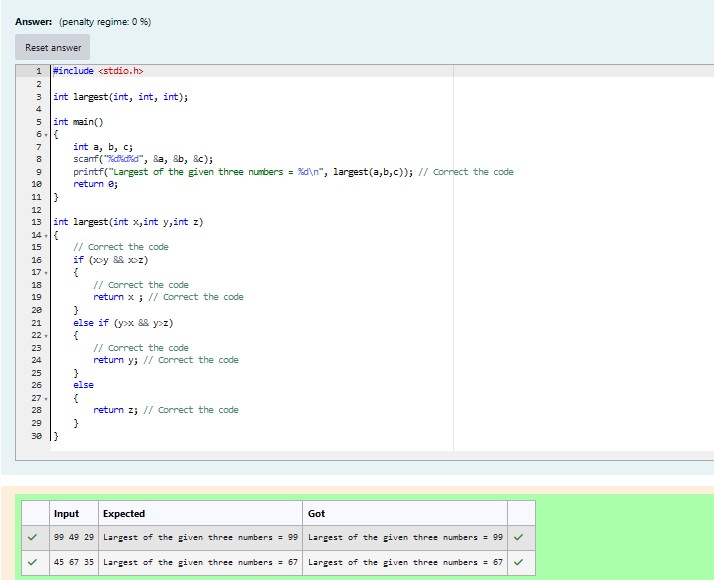 Answer: (penalty regime: 0 %)
Reset answer
1 #include <stdio.h>
2
3 int largest(int, int, int);
4
5 int main()
6 {
7 int a, b, c;
8 scanf("%d%d%d", &a, &b, &c);
9 printf("Largest of the given three numbers = %d\n", largest(a,b,c)); // Correct the code
10 return 0;
11 }
12
13 int largest(int x,int y,int z)
14 {
15 // Correct the code
16 if (x>y && x>z)
17 {
18 // Correct the code
19 return x ; // Correct the code
20 }
21 else if (y>x && y>z)
22 {
23 // Correct the code
24 return y; // Correct the code
25 }
26 else
27 {
28 return z; // Correct the code
29 }
30 }
Input Expected Got
99 49 29 Largest of the given three numbers = 99 Largest of the given three numbers = 99
45 67 35 Largest of the given three numbers = 67 Largest of the given three numbers = 67